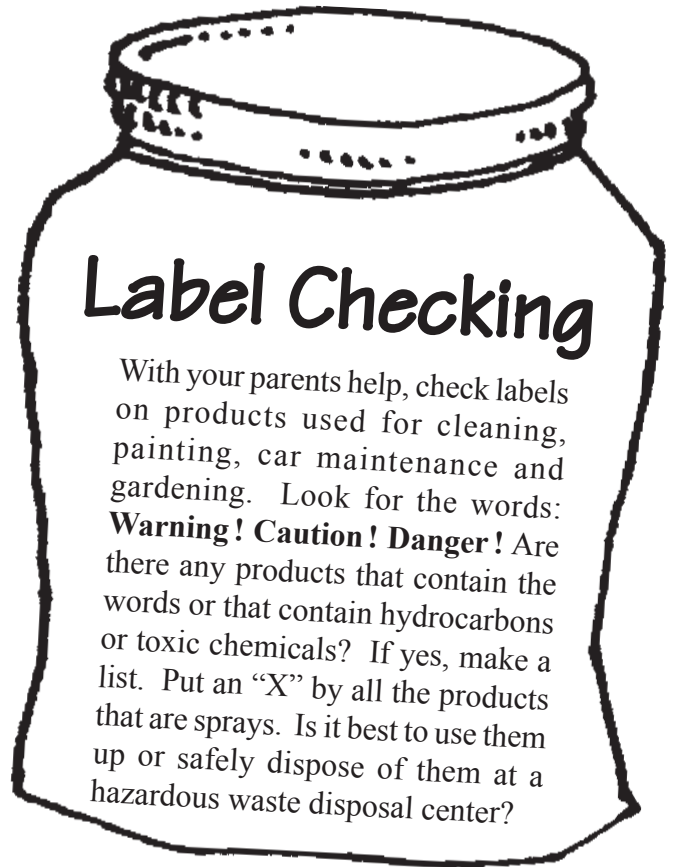 Label Checking
With your parents help, check labels
on products used for cleaning,
painting, car maintenance and
gardening.  Look for the words:
Warning! Caution! Danger! Are
there any products that contain the
words or that contain hydrocarbons
or toxic chemicals?  If yes, make a
list.  Put an “X” by all the products
that are sprays.  Is it best to use them
up or safely dispose of them at a
hazardous waste disposal center?